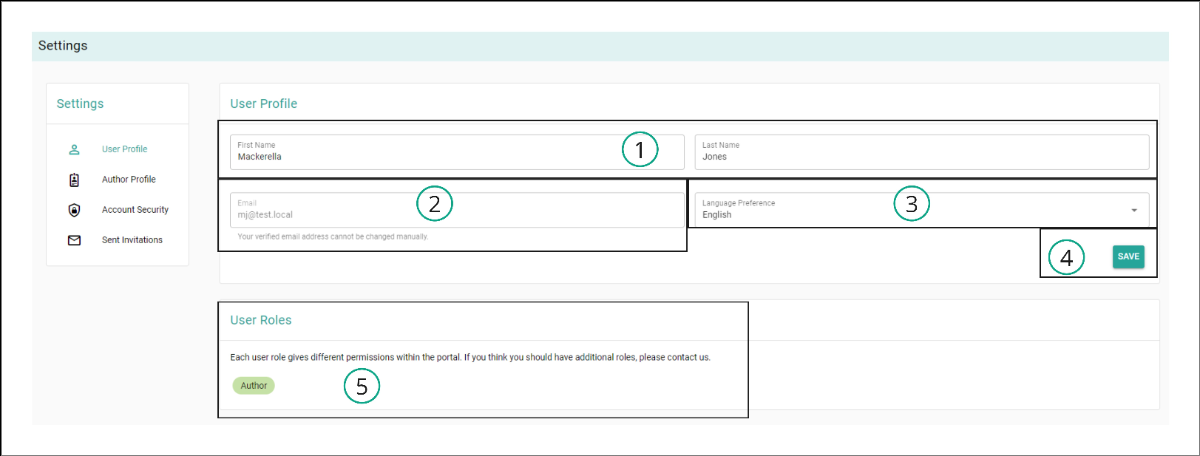 Settings
Settings
User Profile
Author Profile
Account Security
Sent Invitations
User Profile
First Name
Mackerella
1
Last Name
Jones
Email
mj@test.local
2
Your verified email address cannot be changed manually.
Language Preference
English
3
4
SAVE
User Roles
Each user role gives different permissions within the portal. If you think you should have additional roles, please contact us.
Author
5